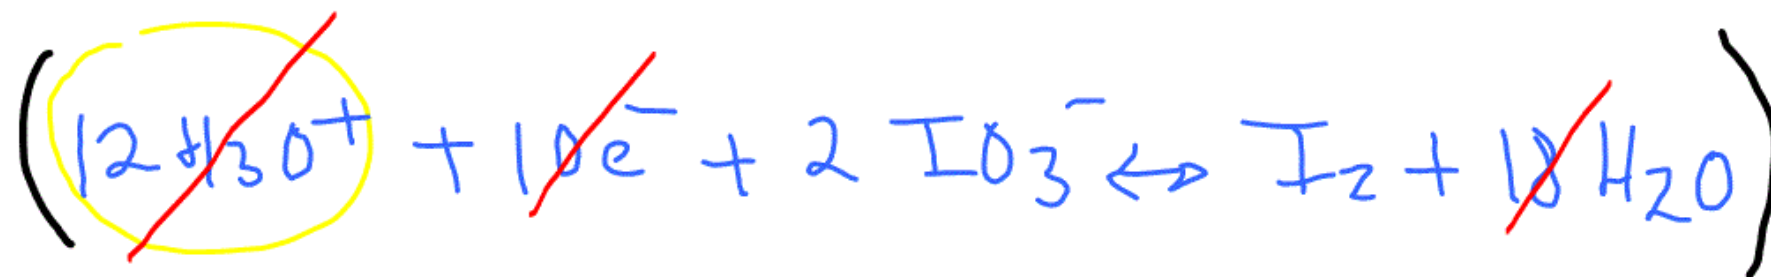 (12 H3O+ + 10e- + 2 IO3- ↔ I2 + 18 H2O)